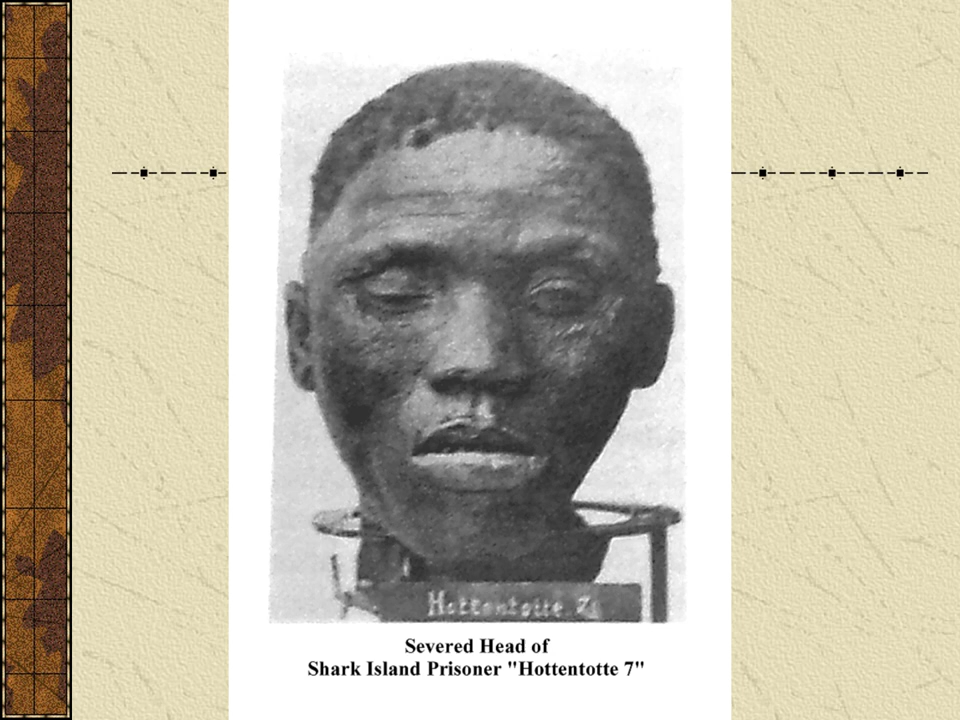 Hottentotte 7.
Severed Head of
Shark Island Prisoner "Hottentotte 7"